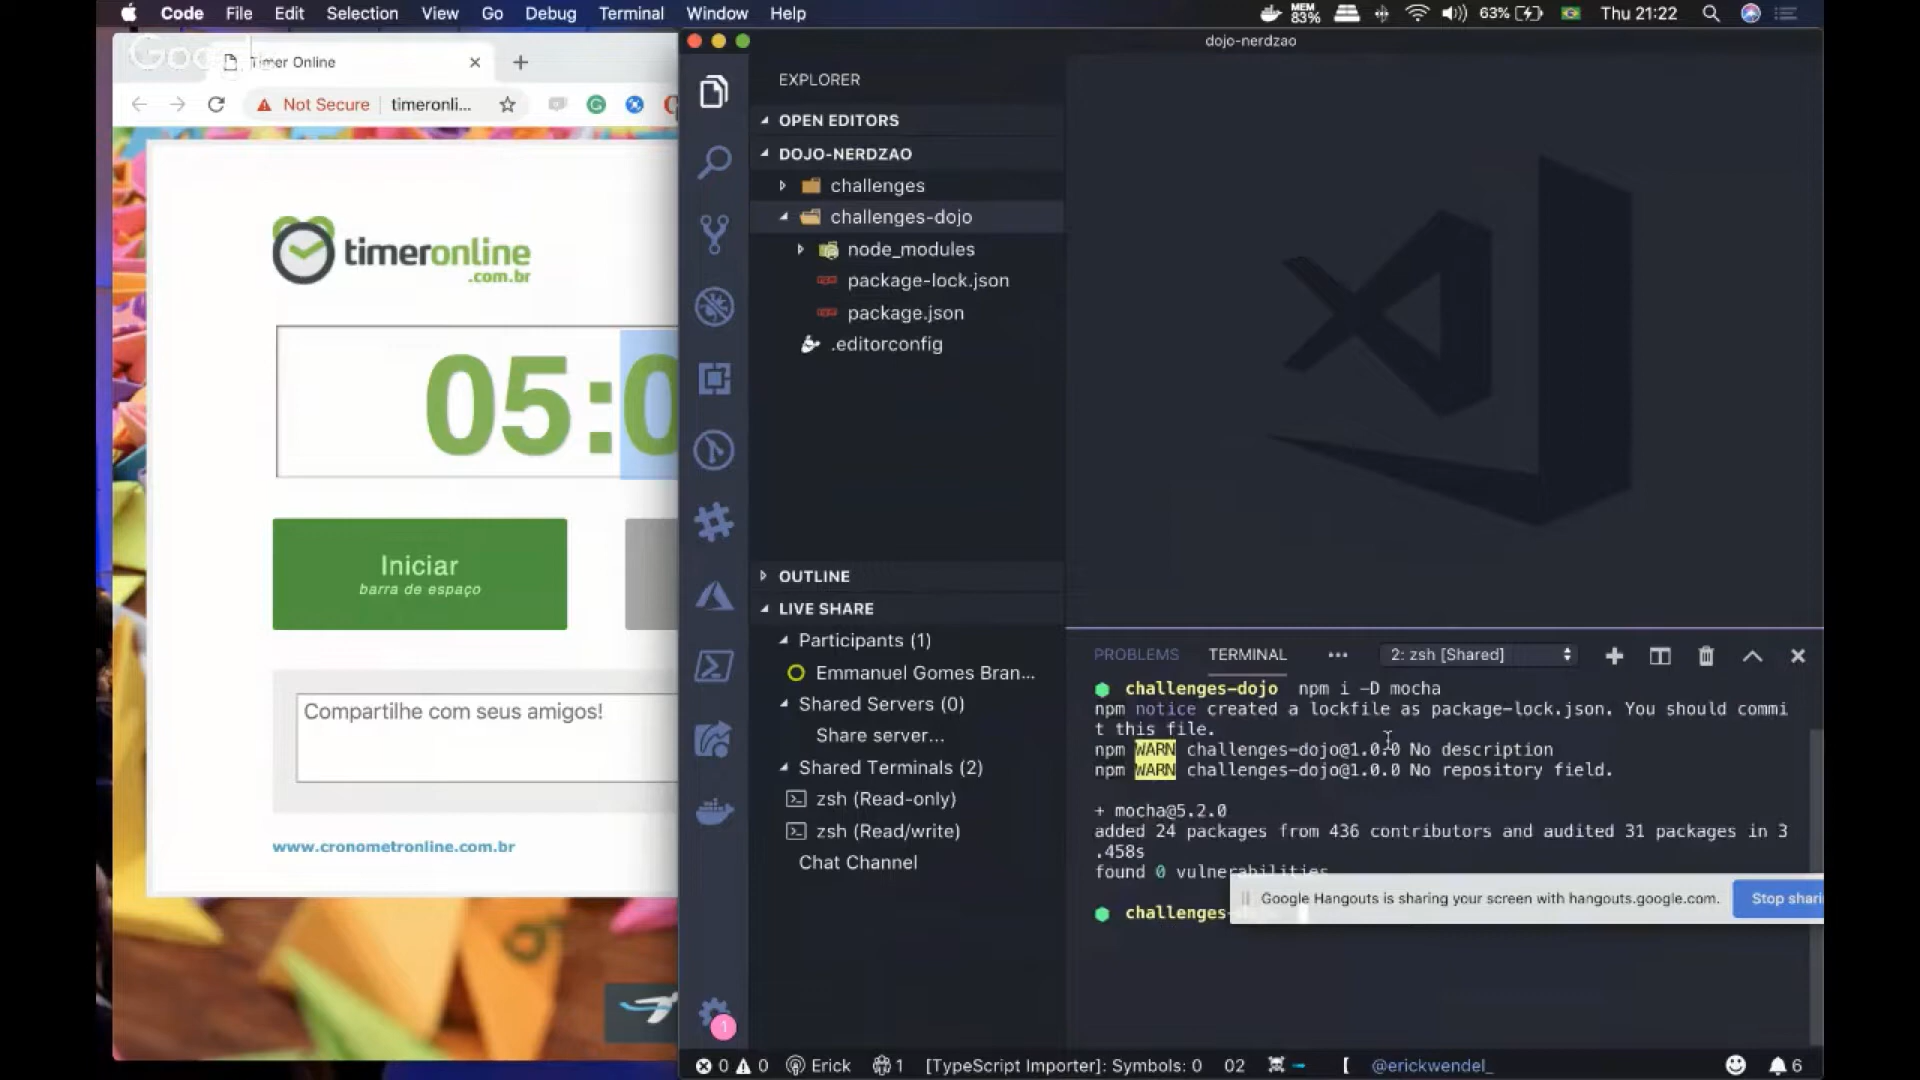 Code File Edit Selection View Go Debug Terminal Window Help
MEM 83% 63% Thu 21:22
Timer Online
Not Secure timeronli...
timeronline
.com.br
05:0
Iniciar
barra de espaço
Compartilhe com seus amigos!
www.cronometronline.com.br
dojo-nerdzao
EXPLORER
OPEN EDITORS
DOJO-NERDZAO
challenges
challenges-dojo
node_modules
package-lock.json
package.json
.editorconfig
OUTLINE
LIVE SHARE
Participants (1)
Emmanuel Gomes Bran...
Shared Servers (0)
Share server...
Shared Terminals (2)
zsh (Read-only)
zsh (Read/write)
Chat Channel
1
PROBLEMS TERMINAL ... 2: zsh [Shared]
challenges-dojo npm i -D mocha
npm notice created a lockfile as package-lock.json. You should commi
t this file.
npm WARN challenges-dojo@1.0.0 No description
npm WARN challenges-dojo@1.0.0 No repository field.
+ mocha@5.2.0
added 24 packages from 436 contributors and audited 31 packages in 3
.458s
found 0 vulnerabilities
Google Hangouts is sharing your screen with hangouts.google.com. Stop shari
challenges-
0 0 Erick 1 [TypeScript Importer]: Symbols: 0 02 [ @erickwendel_ 6